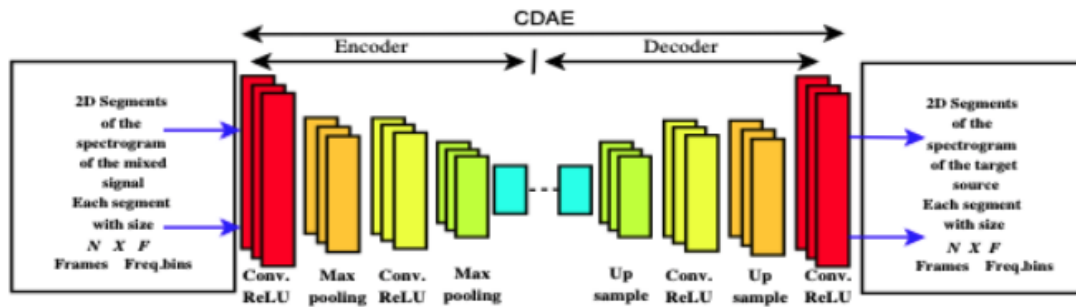 CDAE
Encoder
/
Decoder
2D Segments
of the
spectrogram
of the mixed
signal
Each segment
with size
N X F
Frames Freq.bins
Conv.
ReLU
Max
pooling
Conv.
ReLU
Max
pooling
Up
sample
Conv.
ReLU
Up
sample
Conv.
ReLU
2D Segments
of the
spectrogram
of the target
source
Each segment
with size
N X F
Frames Freq.bins